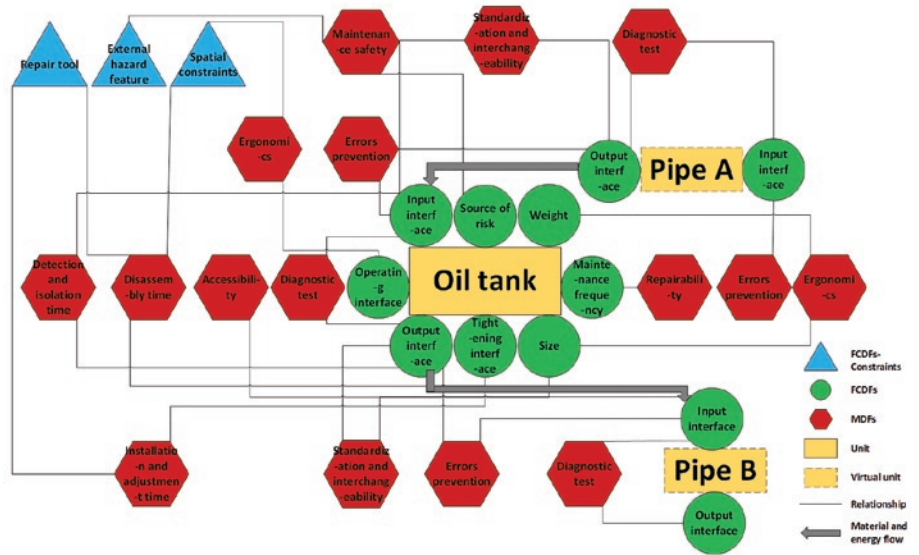 Repair tool
External
hazard
feature
Spatial
constraints
Maintenan
-ce safety
Standardiz
-ation and
interchang
-eability
Diagnostic
test
Ergonomi
-cs
Errors
prevention
Output
interf
-ace
Pipe A
Input
interf
-ace
Input
interf
-ace
Source of
risk
Weight
Detection
and
isolation
time
Disassem
-bly time
Accessibili
-ty
Diagnostic
test
Operatin
-g
interface
Oil tank
Mainte
-nance
freque
-ncy
Repairabili
-ty
Errors
prevention
Ergonomi
-cs
Output
interf
-ace
Tight
-ening
interf
-ace
Size
FCDFs-
Constraints
FCDFs
MDFs
Unit
Virtual unit
Relationship
Material and
energy flow
Input
interface
Installatio
-n and
adjustmen
-t time
Standardiz
-ation and
interchang
-eability
Errors
prevention
Diagnostic
test
Pipe B
Output
interface